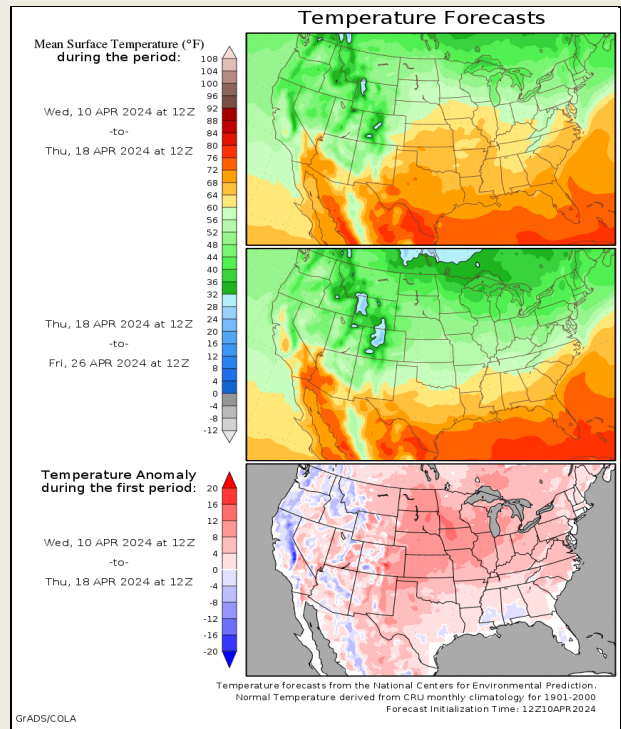 Temperature Forecasts
Mean Surface Temperature (°F)
during the period:
108
104
100
96
92
88
84
80
76
72
68
64
60
56
52
48
44
40
36
32
28
24
20
16
12
8
4
0
-4
-8
-12
Wed, 10 APR 2024 at 12Z
-to-
Thu, 18 APR 2024 at 12Z
Thu, 18 APR 2024 at 12Z
-to-
Fri, 26 APR 2024 at 12Z
Temperature Anomaly
during the first period:
20
16
12
8
4
0
-4
-8
-12
-16
-20
Wed, 10 APR 2024 at 12Z
-to-
Thu, 18 APR 2024 at 12Z
Temperature forecasts from the National Centers for Environmental Prediction.
Normal Temperature derived from CRU monthly climatology for 1901-2000
Forecast Initialization Time: 12Z10APR2024
GrADS/COLA